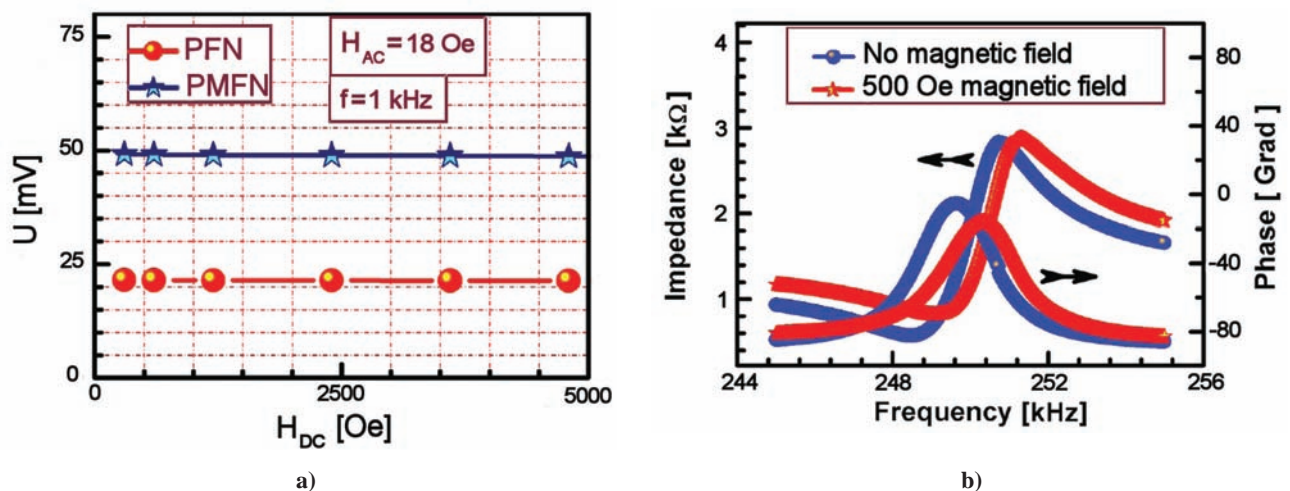 75
50
25
0
U [mV]
PFN
PMFN
H_AC = 18 Oe
f=1 kHz
0
2500
5000
H_DC [Oe]
a)
4
3
2
1
Impedance [kΩ]
No magnetic field
500 Oe magnetic field
80
40
0
-40
-80
Phase [ Grad]
244
248
252
256
Frequency [kHz]
b)